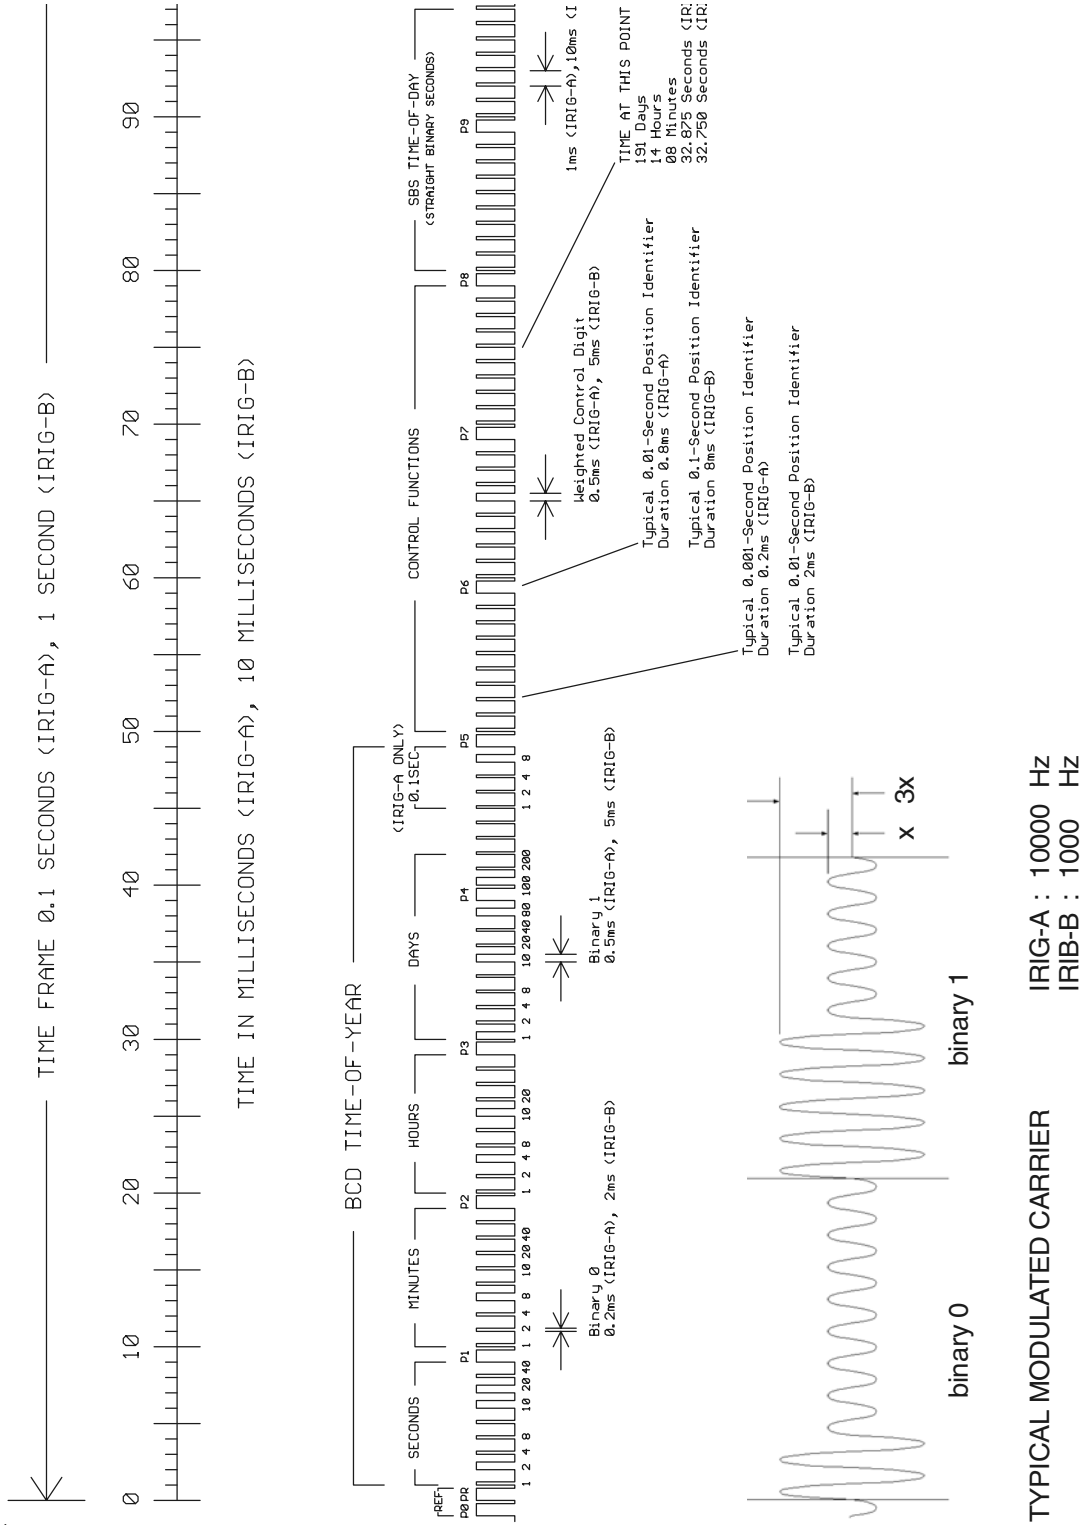 TIME FRAME 0.1 SECONDS (IRIG-A), 1 SECOND (IRIG-B)
0 10 20 30 40 50 60 70 80 90
TIME IN MILLISECONDS (IRIG-A), 10 MILLISECONDS (IRIG-B)
BCD TIME-OF-YEAR
(IRIG-A ONLY)
0.1SEC
SECONDS MINUTES HOURS DAYS CONTROL FUNCTIONS SBS TIME-OF-DAY
(STRAIGHT BINARY SECONDS)
REF
P0 PR P1 P2 P3 P4 P5 P6 P7 P8 P9
1 2 4 8 10 20 40 1 2 4 8 10 20 40 1 2 4 8 10 20 1 2 4 8 10 20 40 80 100 200 1 2 4 8
Binary 0
0.2ms (IRIG-A), 2ms (IRIG-B)
Binary 1
0.5ms (IRIG-A), 5ms (IRIG-B)
Weighted Control Digit
0.5ms (IRIG-A), 5ms (IRIG-B)
1ms (IRIG-A),10ms (I
TIME AT THIS POINT
191 Days
14 Hours
08 Minutes
32.875 Seconds (IRI
32.750 Seconds (IRI
Typical 0.01-Second Position Identifier
Duration 0.8ms (IRIG-A)
Typical 0.1-Second Position Identifier
Duration 8ms (IRIG-B)
Typical 0.001-Second Position Identifier
Duration 0.2ms (IRIG-A)
Typical 0.01-Second Position Identifier
Duration 2ms (IRIG-B)
x 3x
binary 0 binary 1
TYPICAL MODULATED CARRIER IRIG-A : 10000 Hz
IRIB-B : 1000 Hz